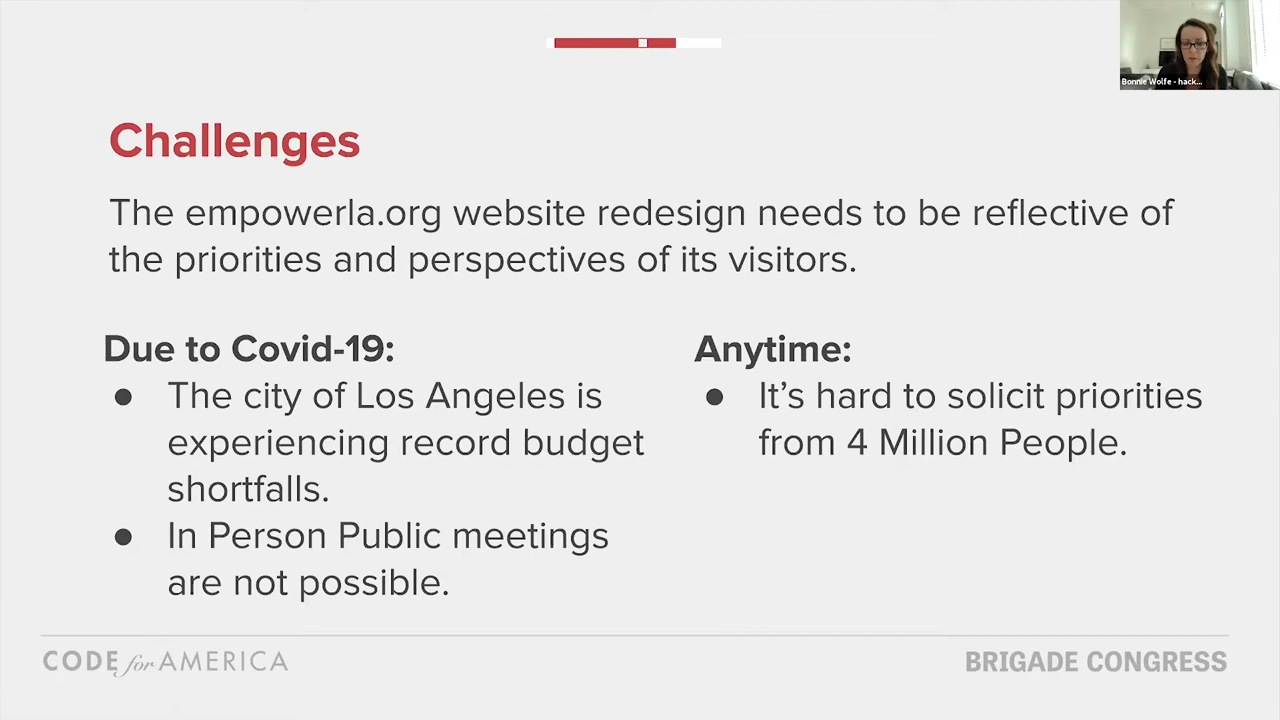 Bonnie Wolfe - hack...
Challenges
The empowerla.org website redesign needs to be reflective of
the priorities and perspectives of its visitors.
Due to Covid-19:
● The city of Los Angeles is
experiencing record budget
shortfalls.
● In Person Public meetings
are not possible.
Anytime:
● It’s hard to solicit priorities
from 4 Million People.
CODE for AMERICA
BRIGADE CONGRESS